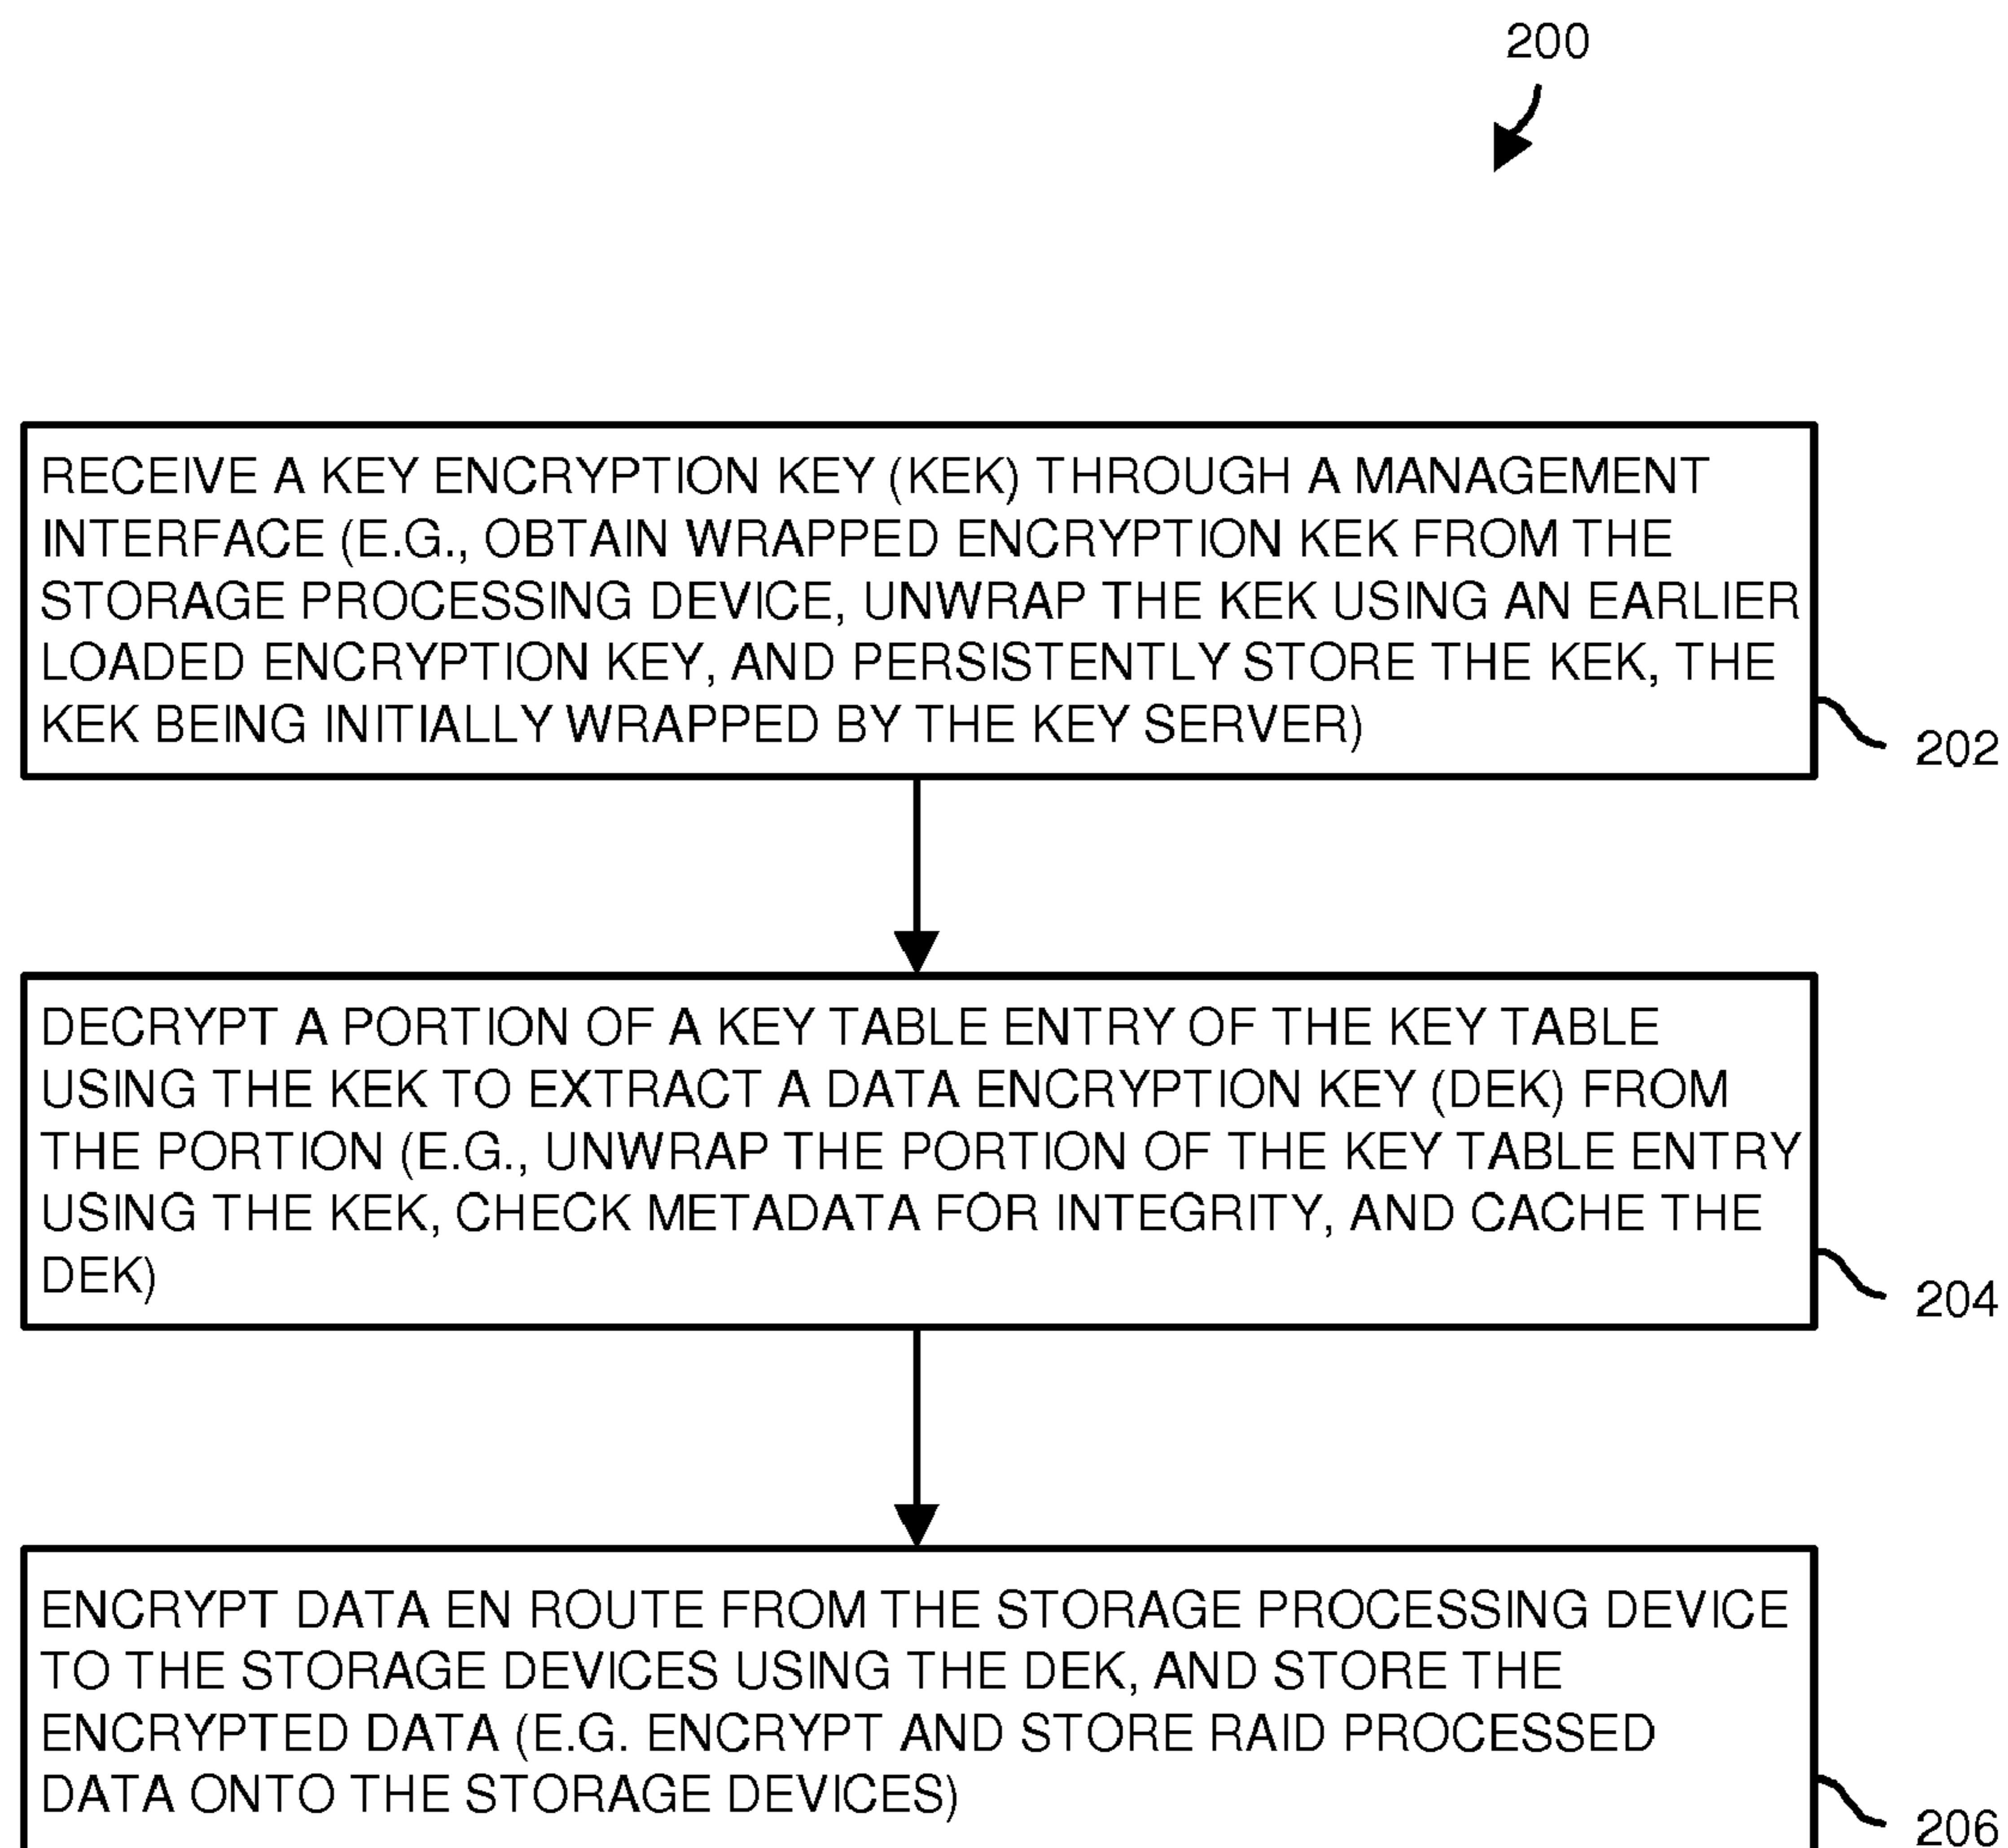 200
RECEIVE A KEY ENCRYPTION KEY (KEK) THROUGH A MANAGEMENT
INTERFACE (E.G., OBTAIN WRAPPED ENCRYPTION KEK FROM THE
STORAGE PROCESSING DEVICE, UNWRAP THE KEK USING AN EARLIER
LOADED ENCRYPTION KEY, AND PERSISTENTLY STORE THE KEK, THE
KEK BEING INITIALLY WRAPPED BY THE KEY SERVER)
202
DECRYPT A PORTION OF A KEY TABLE ENTRY OF THE KEY TABLE
USING THE KEK TO EXTRACT A DATA ENCRYPTION KEY (DEK) FROM
THE PORTION (E.G., UNWRAP THE PORTION OF THE KEY TABLE ENTRY
USING THE KEK, CHECK METADATA FOR INTEGRITY, AND CACHE THE
DEK)
204
ENCRYPT DATA EN ROUTE FROM THE STORAGE PROCESSING DEVICE
TO THE STORAGE DEVICES USING THE DEK, AND STORE THE
ENCRYPTED DATA (E.G. ENCRYPT AND STORE RAID PROCESSED
DATA ONTO THE STORAGE DEVICES)
206